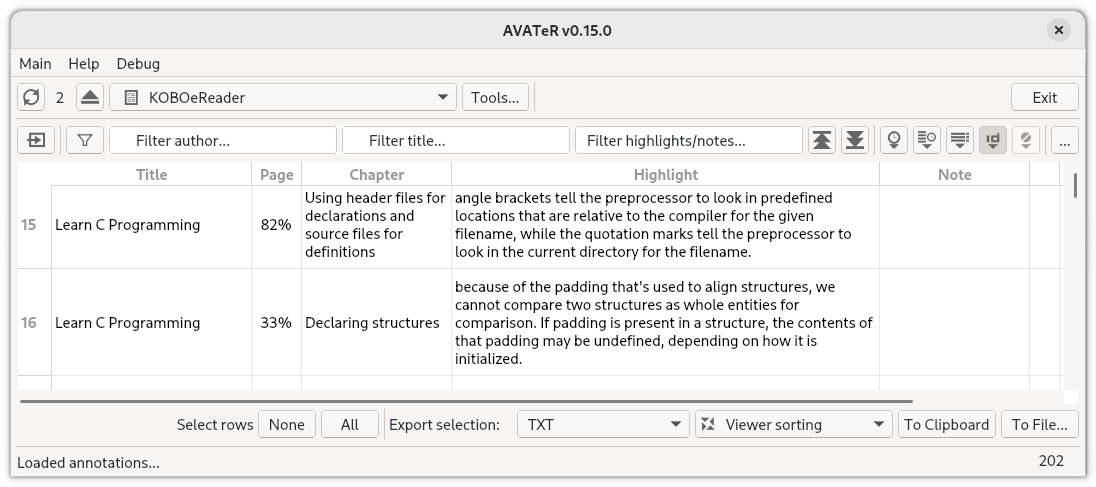 AVATeR v0.15.0
Main Help Debug
2 KOBOeReader Tools... Exit
Filter author... Filter title... Filter highlights/notes... id ...
Title Page Chapter Highlight Note
15 Learn C Programming 82%
Using header files for
declarations and
source files for
definitions
angle brackets tell the preprocessor to look in predefined
locations that are relative to the compiler for the given
filename, while the quotation marks tell the preprocessor to
look in the current directory for the filename.
16 Learn C Programming 33% Declaring structures
because of the padding that's used to align structures, we
cannot compare two structures as whole entities for
comparison. If padding is present in a structure, the contents of
that padding may be undefined, depending on how it is
initialized.
Select rows None All Export selection: TXT Viewer sorting To Clipboard To File...
Loaded annotations... 202